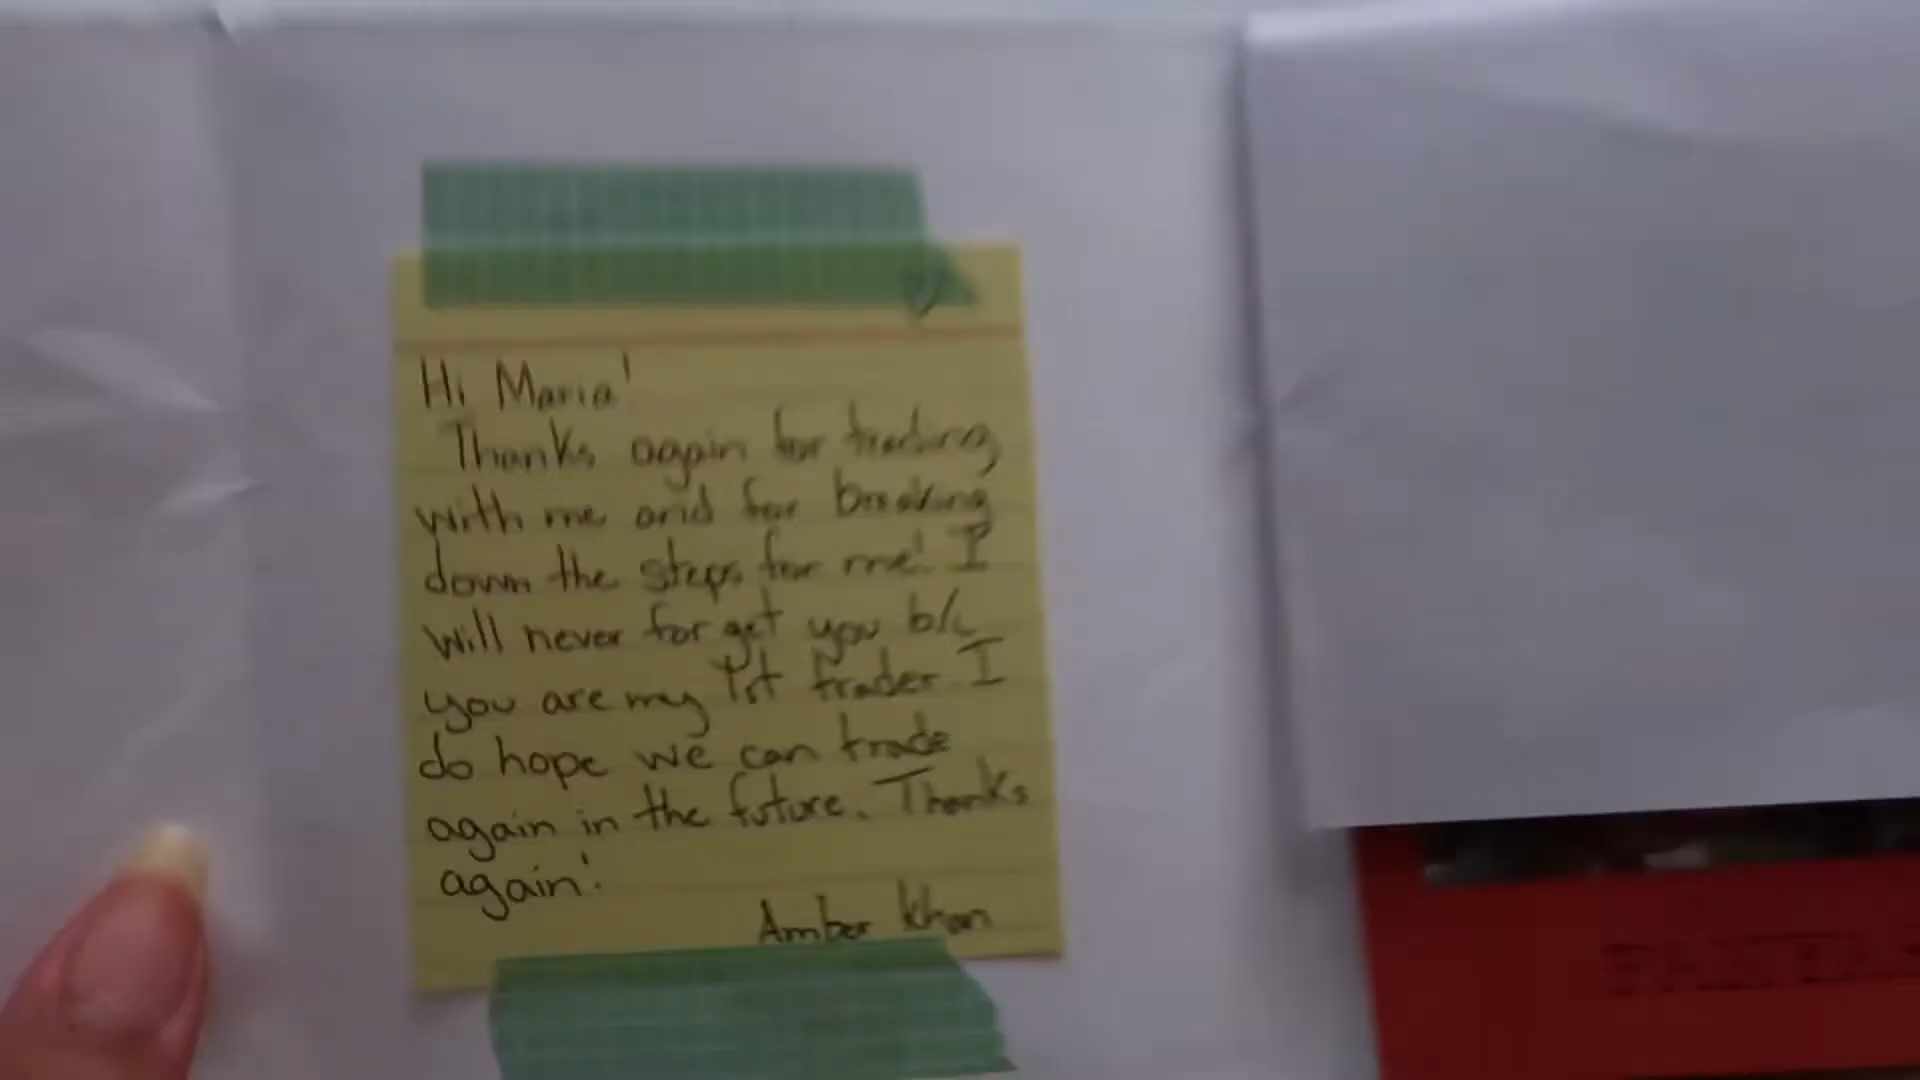 Hi Maria!
Thanks again for trading
with me and for breaking
down the steps for me! I
will never forget you b/c
you are my 1st trader I
do hope we can trade
again in the future. Thanks
again!
Amber Khan